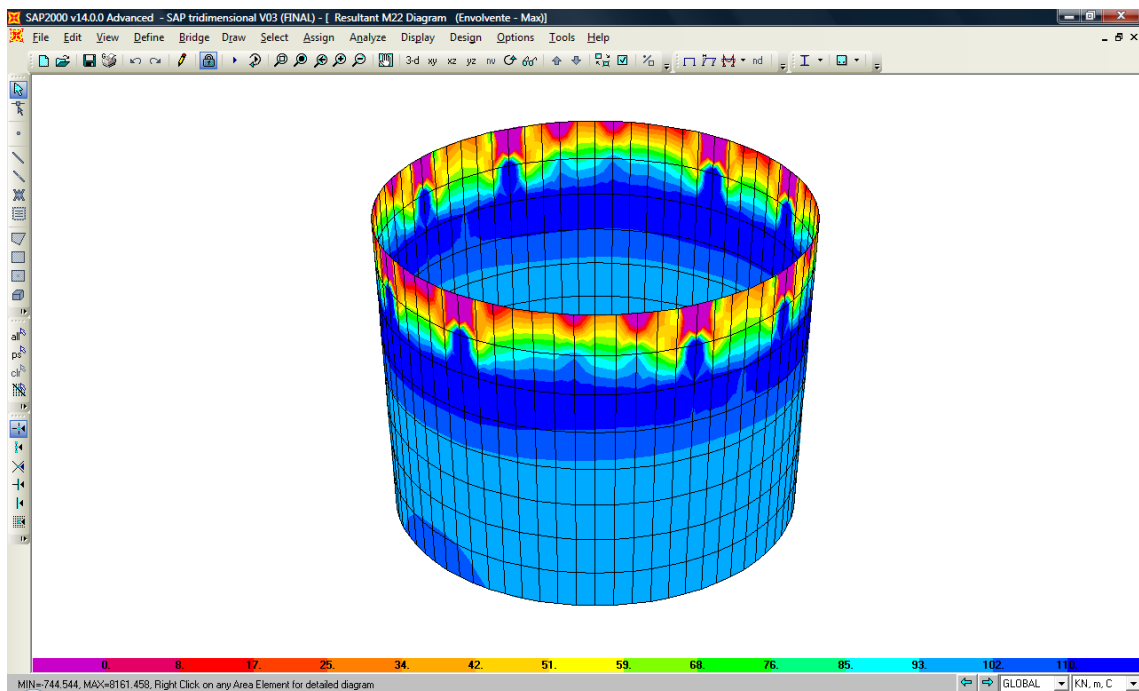 SAP2000 v14.0.0 Advanced - SAP tridimensional V03 (FINAL) - [ Resultant M22 Diagram (Envolvente - Max)]
File Edit View Define Bridge Draw Select Assign Analyze Display Design Options Tools Help
3-d xy xz yz nv nd
all
ps
clr
0. 8. 17. 25. 34. 42. 51. 59. 68. 76. 85. 93. 102. 110.
MIN=-744.544, MAX=8161.458, Right Click on any Area Element for detailed diagram GLOBAL KN, m, C